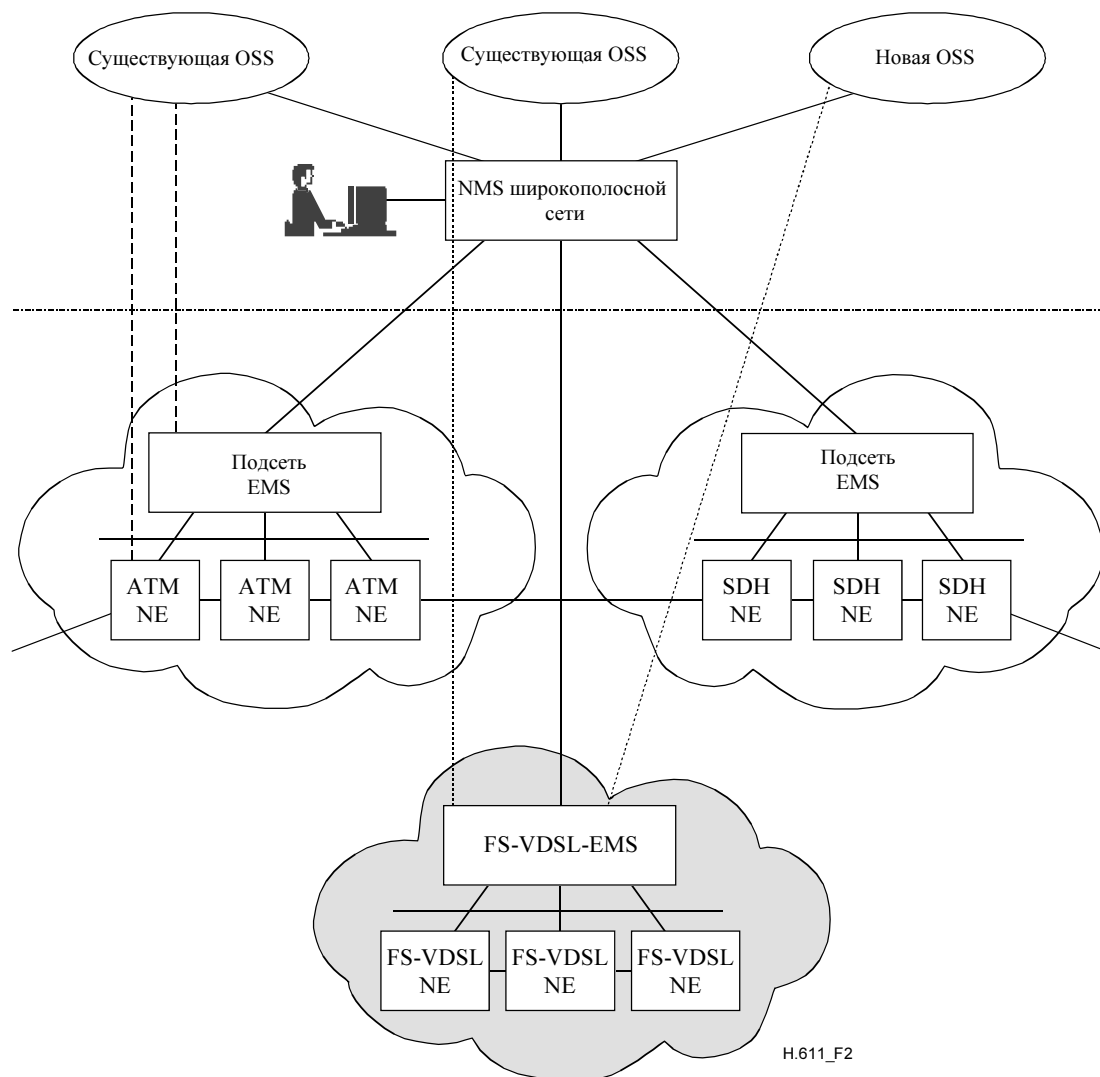 Существующая OSS
Существующая OSS
Новая OSS
NMS широкополосной
сети
Подсеть
EMS
Подсеть
EMS
ATM
NE
ATM
NE
ATM
NE
SDH
NE
SDH
NE
SDH
NE
FS-VDSL-EMS
FS-VDSL
NE
FS-VDSL
NE
FS-VDSL
NE
H.611_F2